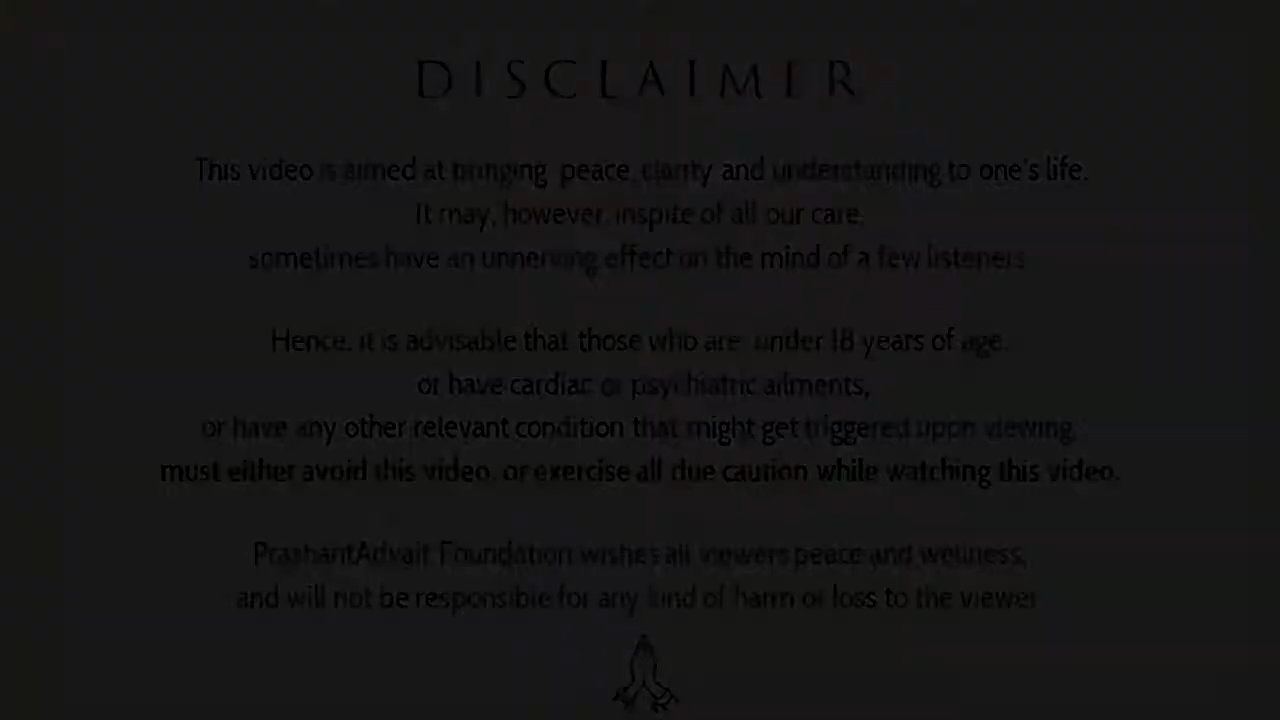 DISCLAIMER
This video is aimed at bringing peace, clarity and understanding to one's life.
It may, however, inspite of all our care,
sometimes have an unnerving effect on the mind of a few listeners.
Hence, it is advisable that those who are under 18 years of age
or have cardiac or psychiatric ailments,
or have any other relevant condition that might get triggered upon viewing,
must either avoid this video, or exercise all due caution while watching this video.
PrashantAdvait Foundation wishes all viewers peace and wellness,
and will not be responsible for any kind of harm or loss to the viewer